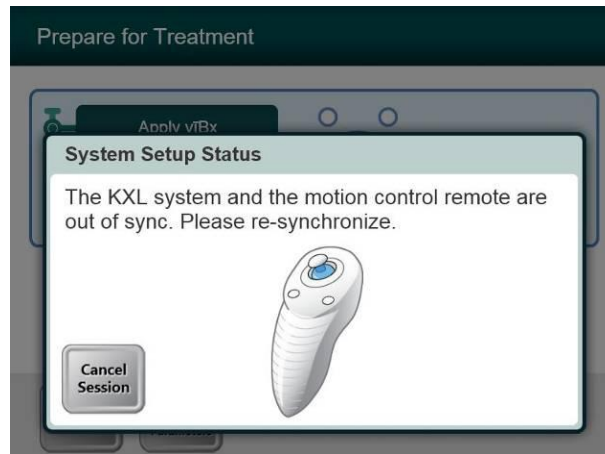 Prepare for Treatment
Apply vīBx
System Setup Status
The KXL system and the motion control remote are
out of sync. Please re-synchronize.
Cancel
Session